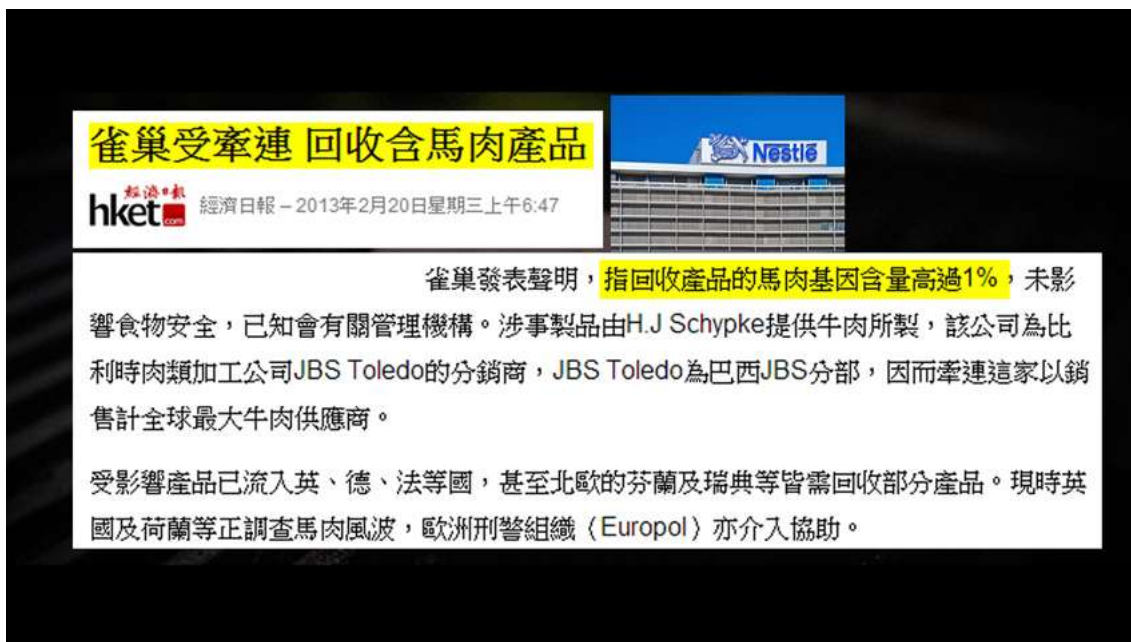 雀巢受牽連 回收含馬肉產品
Nestlé
經濟日報
hket.com
經濟日報 – 2013年2月20日星期三上午6:47
雀巢發表聲明，指回收產品的馬肉基因含量高過1%，未影
響食物安全，已知會有關管理機構。涉事製品由H.J Schypke提供牛肉所製，該公司為比
利時肉類加工公司JBS Toledo的分銷商，JBS Toledo為巴西JBS分部，因而牽連這家以銷
售計全球最大牛肉供應商。
受影響產品已流入英、德、法等國，甚至北歐的芬蘭及瑞典等皆需回收部分產品。現時英
國及荷蘭等正調查馬肉風波，歐洲刑警組織（Europol）亦介入協助。